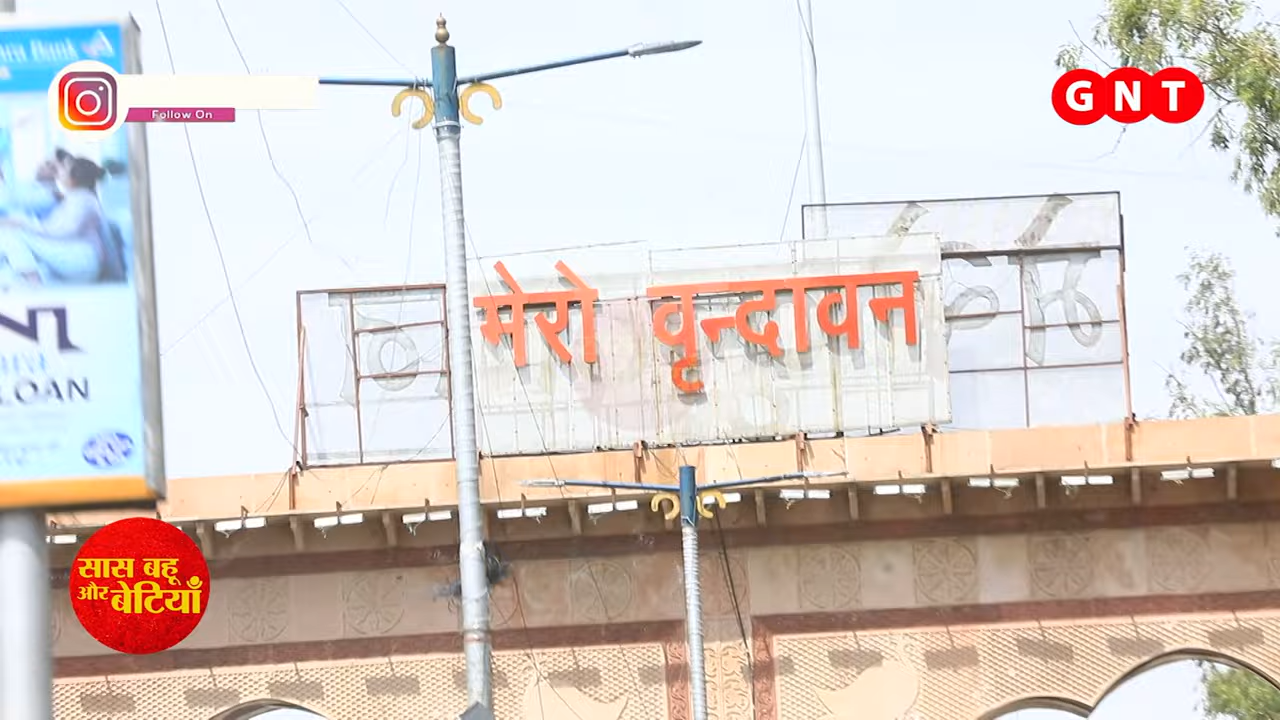 Follow On
GNT
मेरो वृन्दावन
LOAN
सास बहू
और बेटियाँ